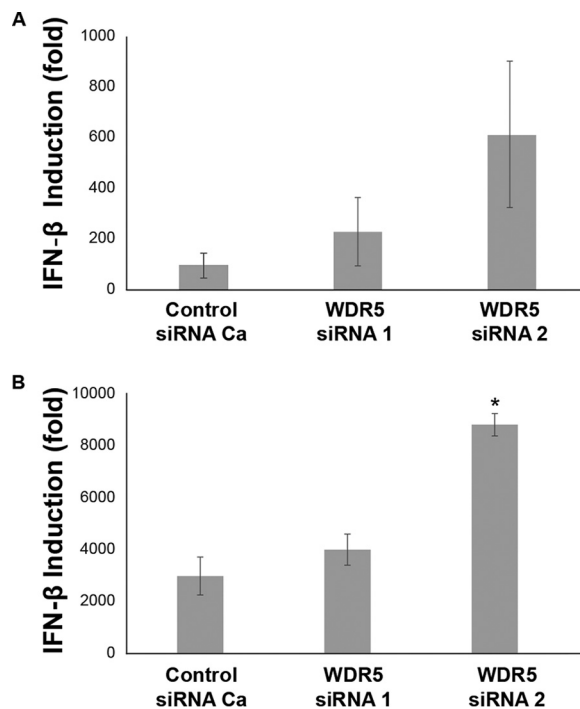 A
IFN-β Induction (fold)
1000
800
600
400
200
0
Control
siRNA Ca
WDR5
siRNA 1
WDR5
siRNA 2
B
IFN-β Induction (fold)
10000
8000
6000
4000
2000
0
*
Control
siRNA Ca
WDR5
siRNA 1
WDR5
siRNA 2